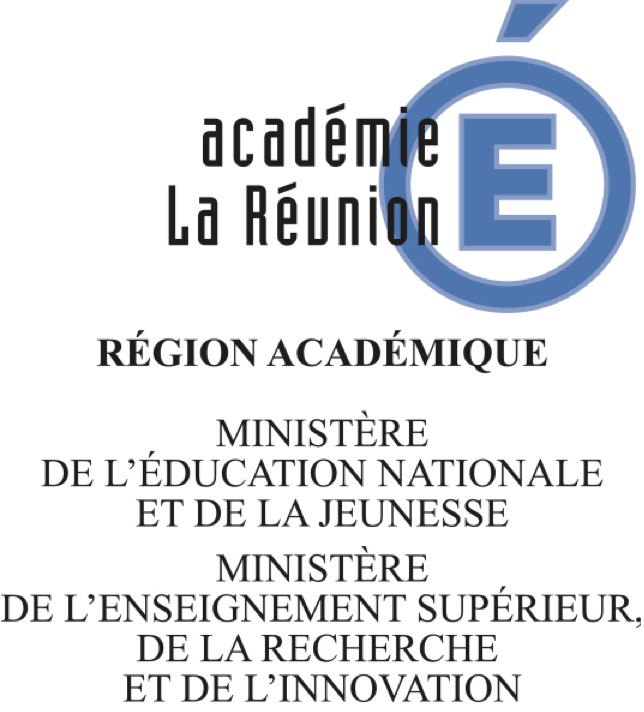 académie
La Réunion
É
RÉGION ACADÉMIQUE
MINISTÈRE
DE L’ÉDUCATION NATIONALE
ET DE LA JEUNESSE
MINISTÈRE
DE L’ENSEIGNEMENT SUPÉRIEUR,
DE LA RECHERCHE
ET DE L’INNOVATION